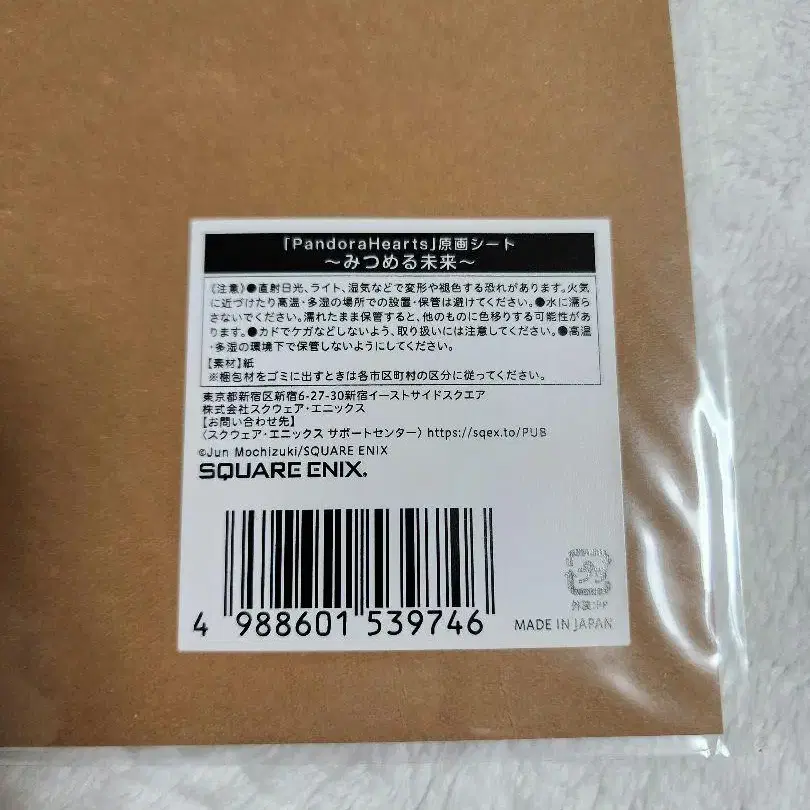 「PandoraHearts」原画シート
～みつめる未来～
《注意》●直射日光、ライト、湿気などで変形や褪色する恐れがあります。火気
に近づけたり高温・多湿の場所での設置・保管は避けてください。●水に濡ら
さないでください。濡れたまま保管すると、他のものに色移りする可能性があ
ります。●カドでケガなどしないよう、取り扱いには注意してください。●高温
・多湿の環境下で保管しないようにしてください。
【素材】紙
※梱包材をゴミに出すときは各市区町村の区分に従ってください。
東京都新宿区新宿6-27-30新宿イーストサイドスクエア
株式会社スクウェア・エニックス
【お問い合わせ先】
〈スクウェア・エニックス サポートセンター〉https://sqex.to/PUB
©Jun Mochizuki/SQUARE ENIX
SQUARE ENIX.
4 988601 539746
プラ
外装:PP
MADE IN JAPAN